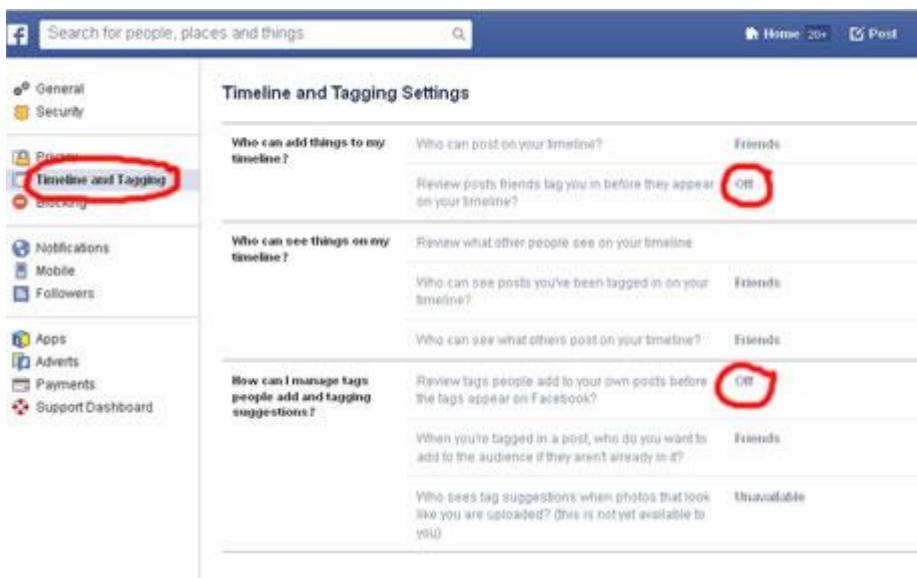 f
Search for people, places and things
Home 20+
Post
General
Security
Privacy
Timeline and Tagging
Blocking
Notifications
Mobile
Followers
Apps
Adverts
Payments
Support Dashboard
Timeline and Tagging Settings
Who can add things to my
timeline?
Who can post on your timeline?
Friends
Review posts friends tag you in before they appear
on your timeline?
Off
Who can see things on my
timeline?
Review what other people see on your timeline
Who can see posts you've been tagged in on your
timeline?
Friends
Who can see what others post on your timeline?
Friends
How can I manage tags
people add and tagging
suggestions?
Review tags people add to your own posts before
the tags appear on Facebook?
Off
When you're tagged in a post, who do you want to
add to the audience if they aren't already in it?
Friends
Who sees tag suggestions when photos that look
like you are uploaded? (this is not yet available to
you)
Unavailable